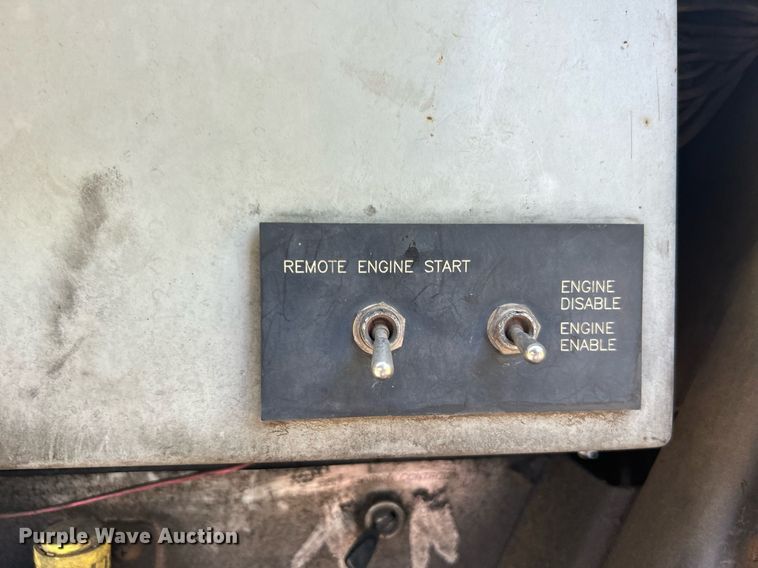 REMOTE ENGINE START
ENGINE
DISABLE
ENGINE
ENABLE
Purple Wave Auction